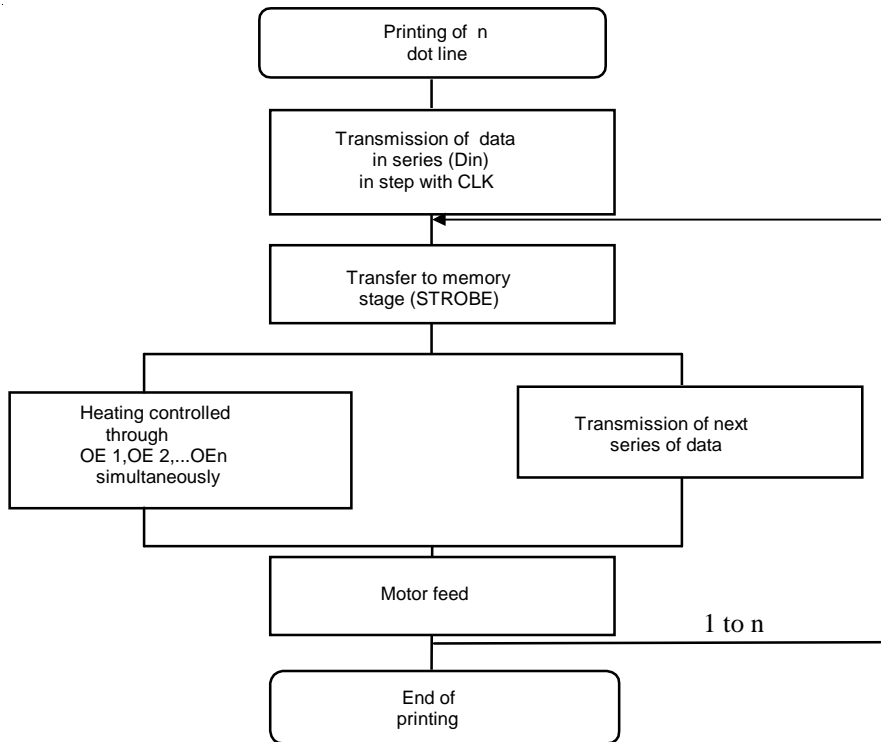 Printing of n
dot line
Transmission of data
in series (Din)
in step with CLK
Transfer to memory
stage (STROBE)
Heating controlled
through
OE 1,OE 2,...OEn
simultaneously
Transmission of next
series of data
Motor feed
1 to n
End of
printing